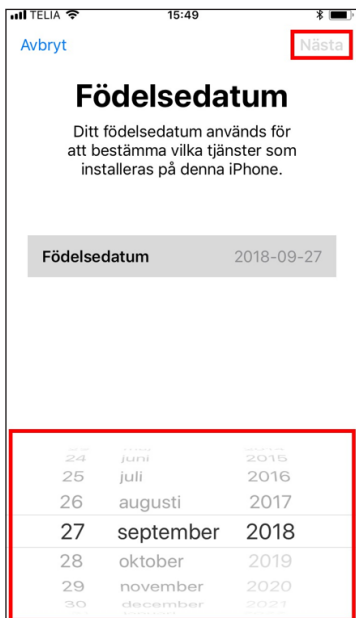 TELIA 15:49
Avbryt Nästa
Födelsedatum
Ditt födelsedatum används för
att bestämma vilka tjänster som
installeras på denna iPhone.
Födelsedatum 2018-09-27
24 juni 2015
25 juli 2016
26 augusti 2017
27 september 2018
28 oktober 2019
29 november 2020
30 december 2021